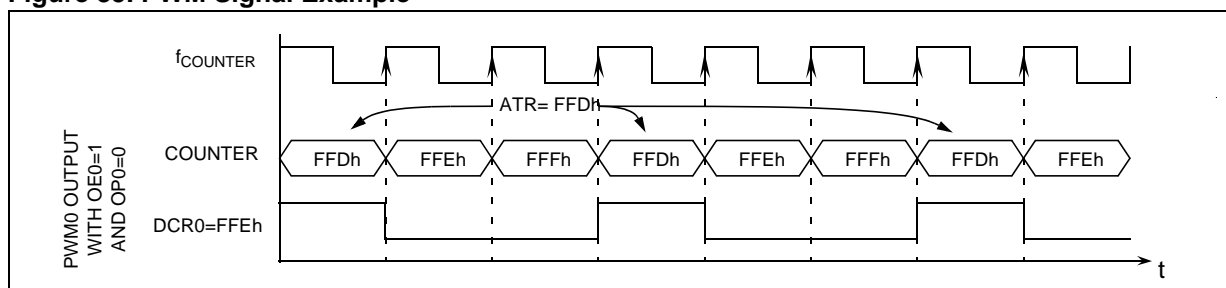 Figure 35. PWM Signal Example
fCOUNTER
ATR= FFDh
COUNTER
FFDh FFEh FFFh FFDh FFEh FFFh FFDh FFEh
PWM0 OUTPUT
WITH OE0=1
AND OP0=0
DCR0=FFEh
t